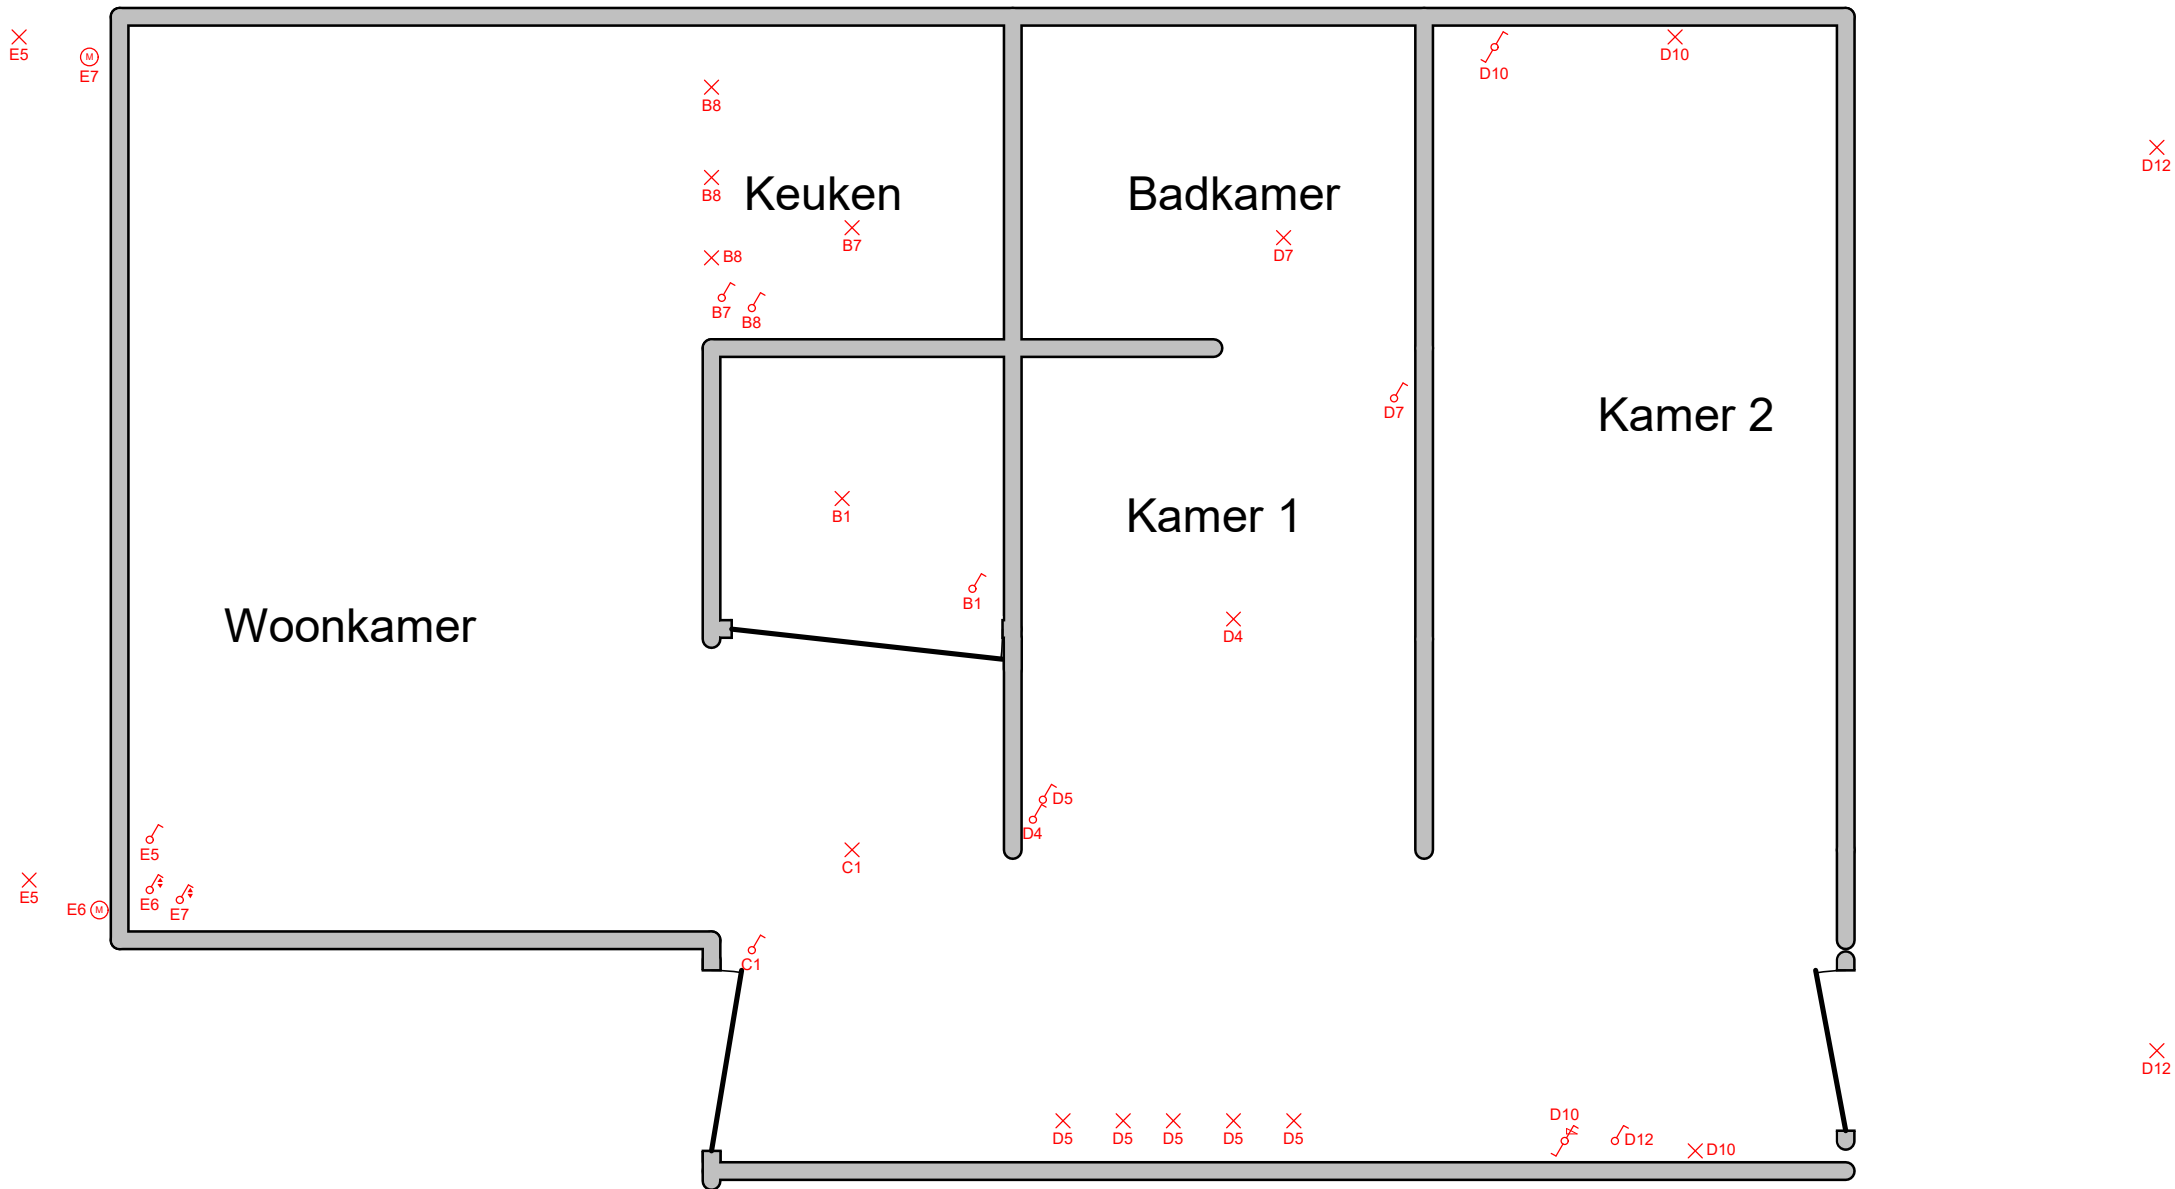 E5
M
E7
D10
D10
B8
D12
B8
Keuken
Badkamer
B7
D7
B8
B7
B8
D7
Kamer 2
B1
Kamer 1
B1
Woonkamer
D4
D5
D4
E5
C1
E5
E6 M
E6
E7
C1
D12
D5
D5
D5
D5
D5
D10
D12
D10